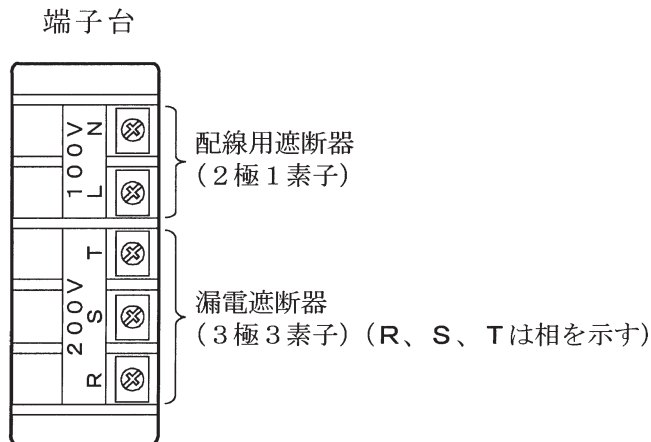 端子台
100V
N
L
配線用遮断器
(2極1素子)
200V
T
S
R
漏電遮断器
(3極3素子)(R、S、Tは相を示す)